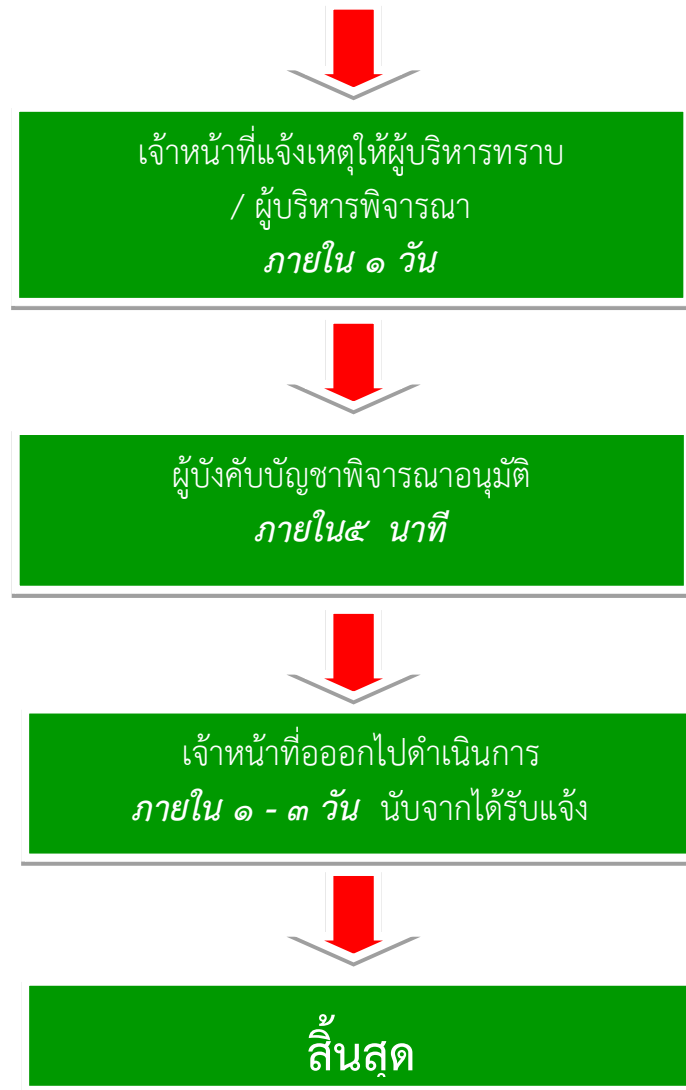 เจ้าหน้าที่แจ้งเหตุให้ผู้บริหารทราบ
/ ผู้บริหารพิจารณา
ภายใน ๑ วัน
ผู้บังคับบัญชาพิจารณาอนุมัติ
ภายใน๕ นาที
เจ้าหน้าที่อออกไปดำเนินการ
ภายใน ๑ - ๓ วัน นับจากได้รับแจ้ง
สิ้นสุด